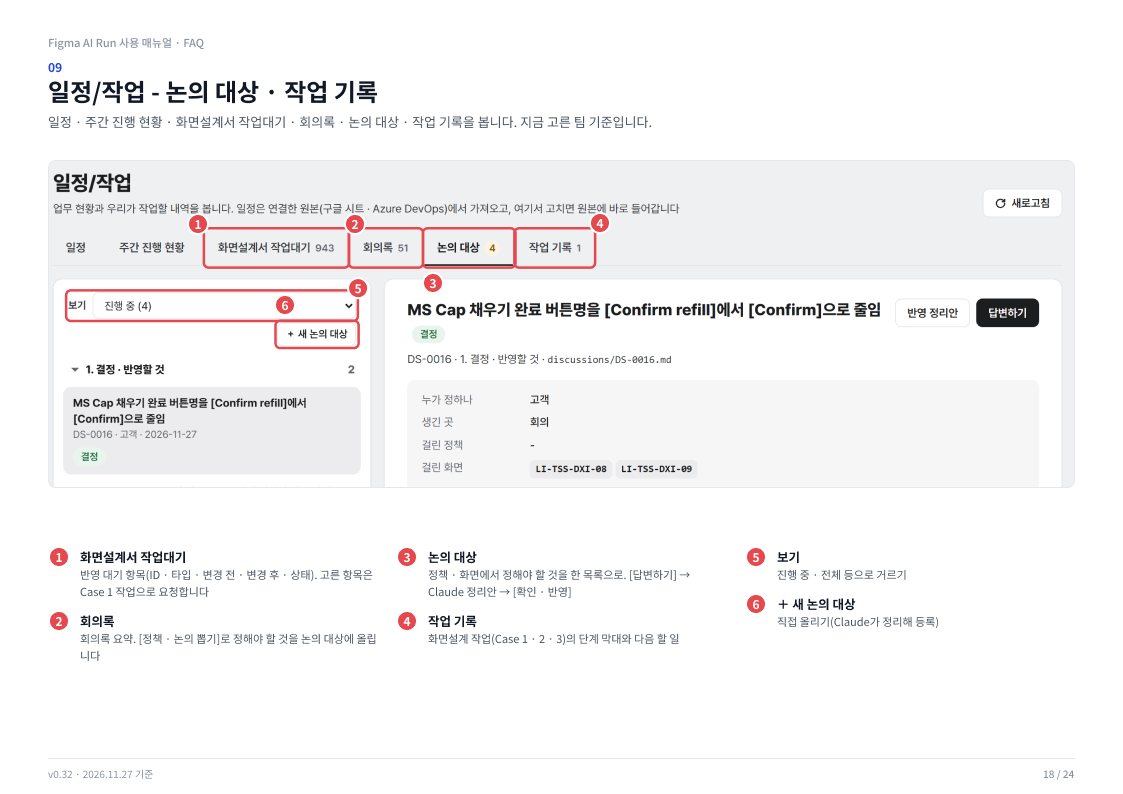 Figma AI Run 사용 매뉴얼 · FAQ
09
일정/작업 - 논의 대상 · 작업 기록
일정 · 주간 진행 현황 · 화면설계서 작업대기 · 회의록 · 논의 대상 · 작업 기록을 봅니다. 지금 고른 팀 기준입니다.
일정/작업
업무 현황과 우리가 작업할 내역을 봅니다. 일정은 연결한 원본(구글 시트 · Azure DevOps)에서 가져오고, 여기서 고치면 원본에 바로 들어갑니다
새로고침
1 2 4
일정 주간 진행 현황 화면설계서 작업대기 943 회의록 51 논의 대상 4 작업 기록 1
3
5
보기 진행 중 (4) 6
+ 새 논의 대상
1. 결정 · 반영할 것 2
MS Cap 채우기 완료 버튼명을 [Confirm refill]에서
[Confirm]으로 줄임
DS-0016 · 고객 · 2026-11-27
결정
MS Cap 채우기 완료 버튼명을 [Confirm refill]에서 [Confirm]으로 줄임
반영 정리안 답변하기
결정
DS-0016 · 1. 결정 · 반영할 것 · discussions/DS-0016.md
누가 정하나 고객
생긴 곳 회의
걸린 정책 -
걸린 화면 LI-TSS-DXI-08 LI-TSS-DXI-09
1 화면설계서 작업대기
반영 대기 항목(ID · 타입 · 변경 전 · 변경 후 · 상태). 고른 항목은
Case 1 작업으로 요청합니다
2 회의록
회의록 요약. [정책 · 논의 뽑기]로 정해야 할 것을 논의 대상에 올립
니다
3 논의 대상
정책 · 화면에서 정해야 할 것을 한 목록으로. [답변하기] →
Claude 정리안 → [확인 · 반영]
4 작업 기록
화면설계 작업(Case 1 · 2 · 3)의 단계 막대와 다음 할 일
5 보기
진행 중 · 전체 등으로 거르기
6 + 새 논의 대상
직접 올리기(Claude가 정리해 등록)
v0.32 · 2026.11.27 기준
18 / 24